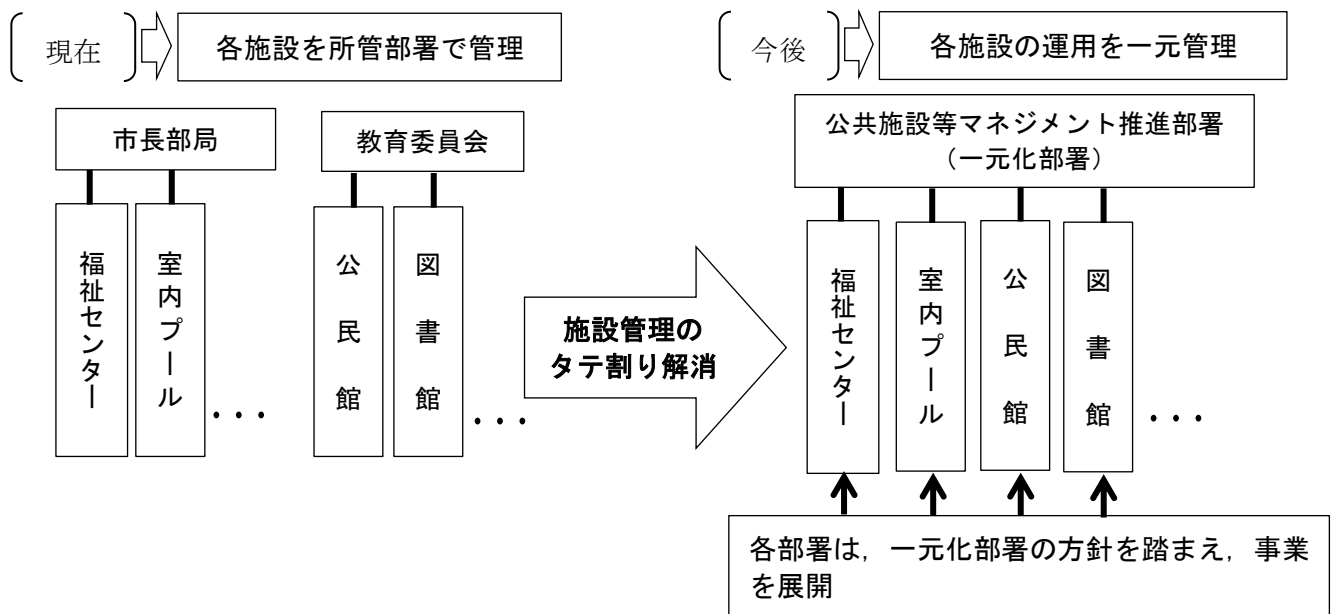 現在
各施設を所管部署で管理
市長部局
教育委員会
福祉センター
室内プール
・・・
公民館
図書館
・・・
施設管理の
タテ割り解消
今後
各施設の運用を一元管理
公共施設等マネジメント推進部署
（一元化部署）
福祉センター
室内プール
公民館
図書館
・・・
各部署は，一元化部署の方針を踏まえ，事業
を展開